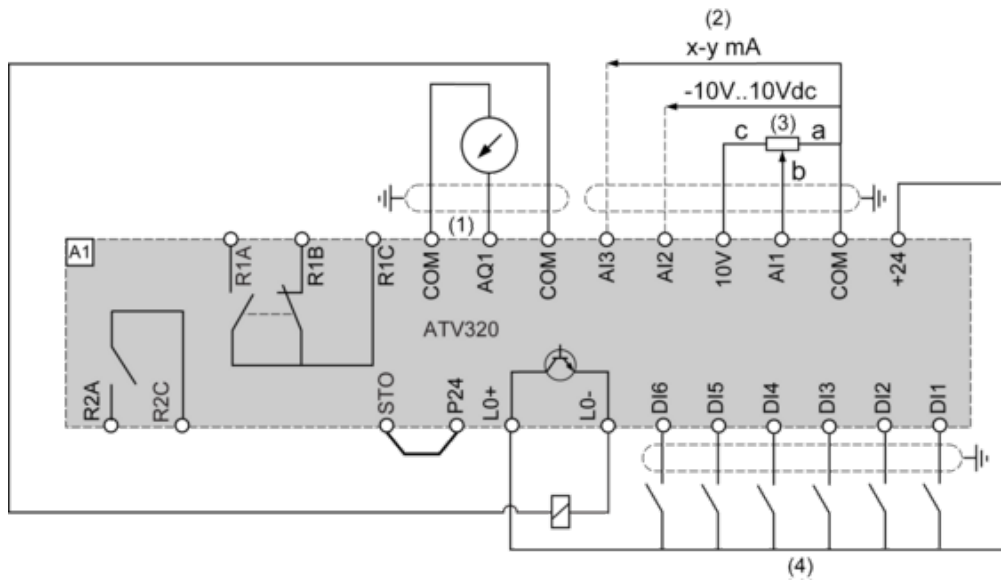 (2)
x-y mA
-10V..10Vdc
c (3) a
b
(1)
A1
R1A R1B R1C COM AQ1 COM AI3 AI2 10V AI1 COM +24
ATV320
R2A R2C STO P24 L0+ L0- DI6 DI5 DI4 DI3 DI2 DI1
(4)